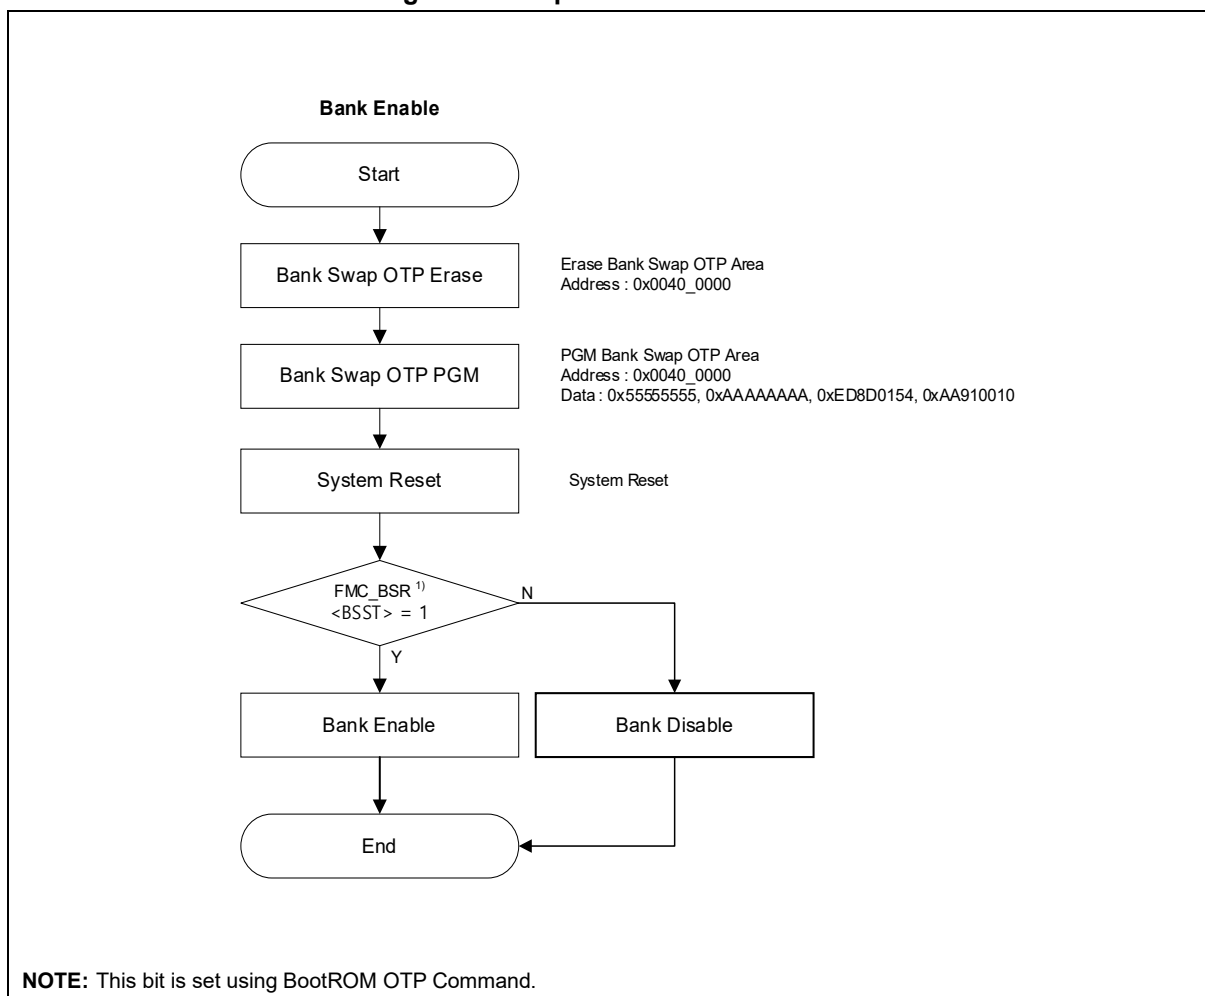 Bank Enable
Start
Bank Swap OTP Erase
Erase Bank Swap OTP Area
Address : 0x0040_0000
Bank Swap OTP PGM
PGM Bank Swap OTP Area
Address : 0x0040_0000
Data : 0x55555555, 0xAAAAAAAA, 0xED8D0154, 0xAA910010
System Reset
System Reset
FMC_BSR 1)
<BSST> = 1
N
Y
Bank Enable
Bank Disable
End
NOTE: This bit is set using BootROM OTP Command.